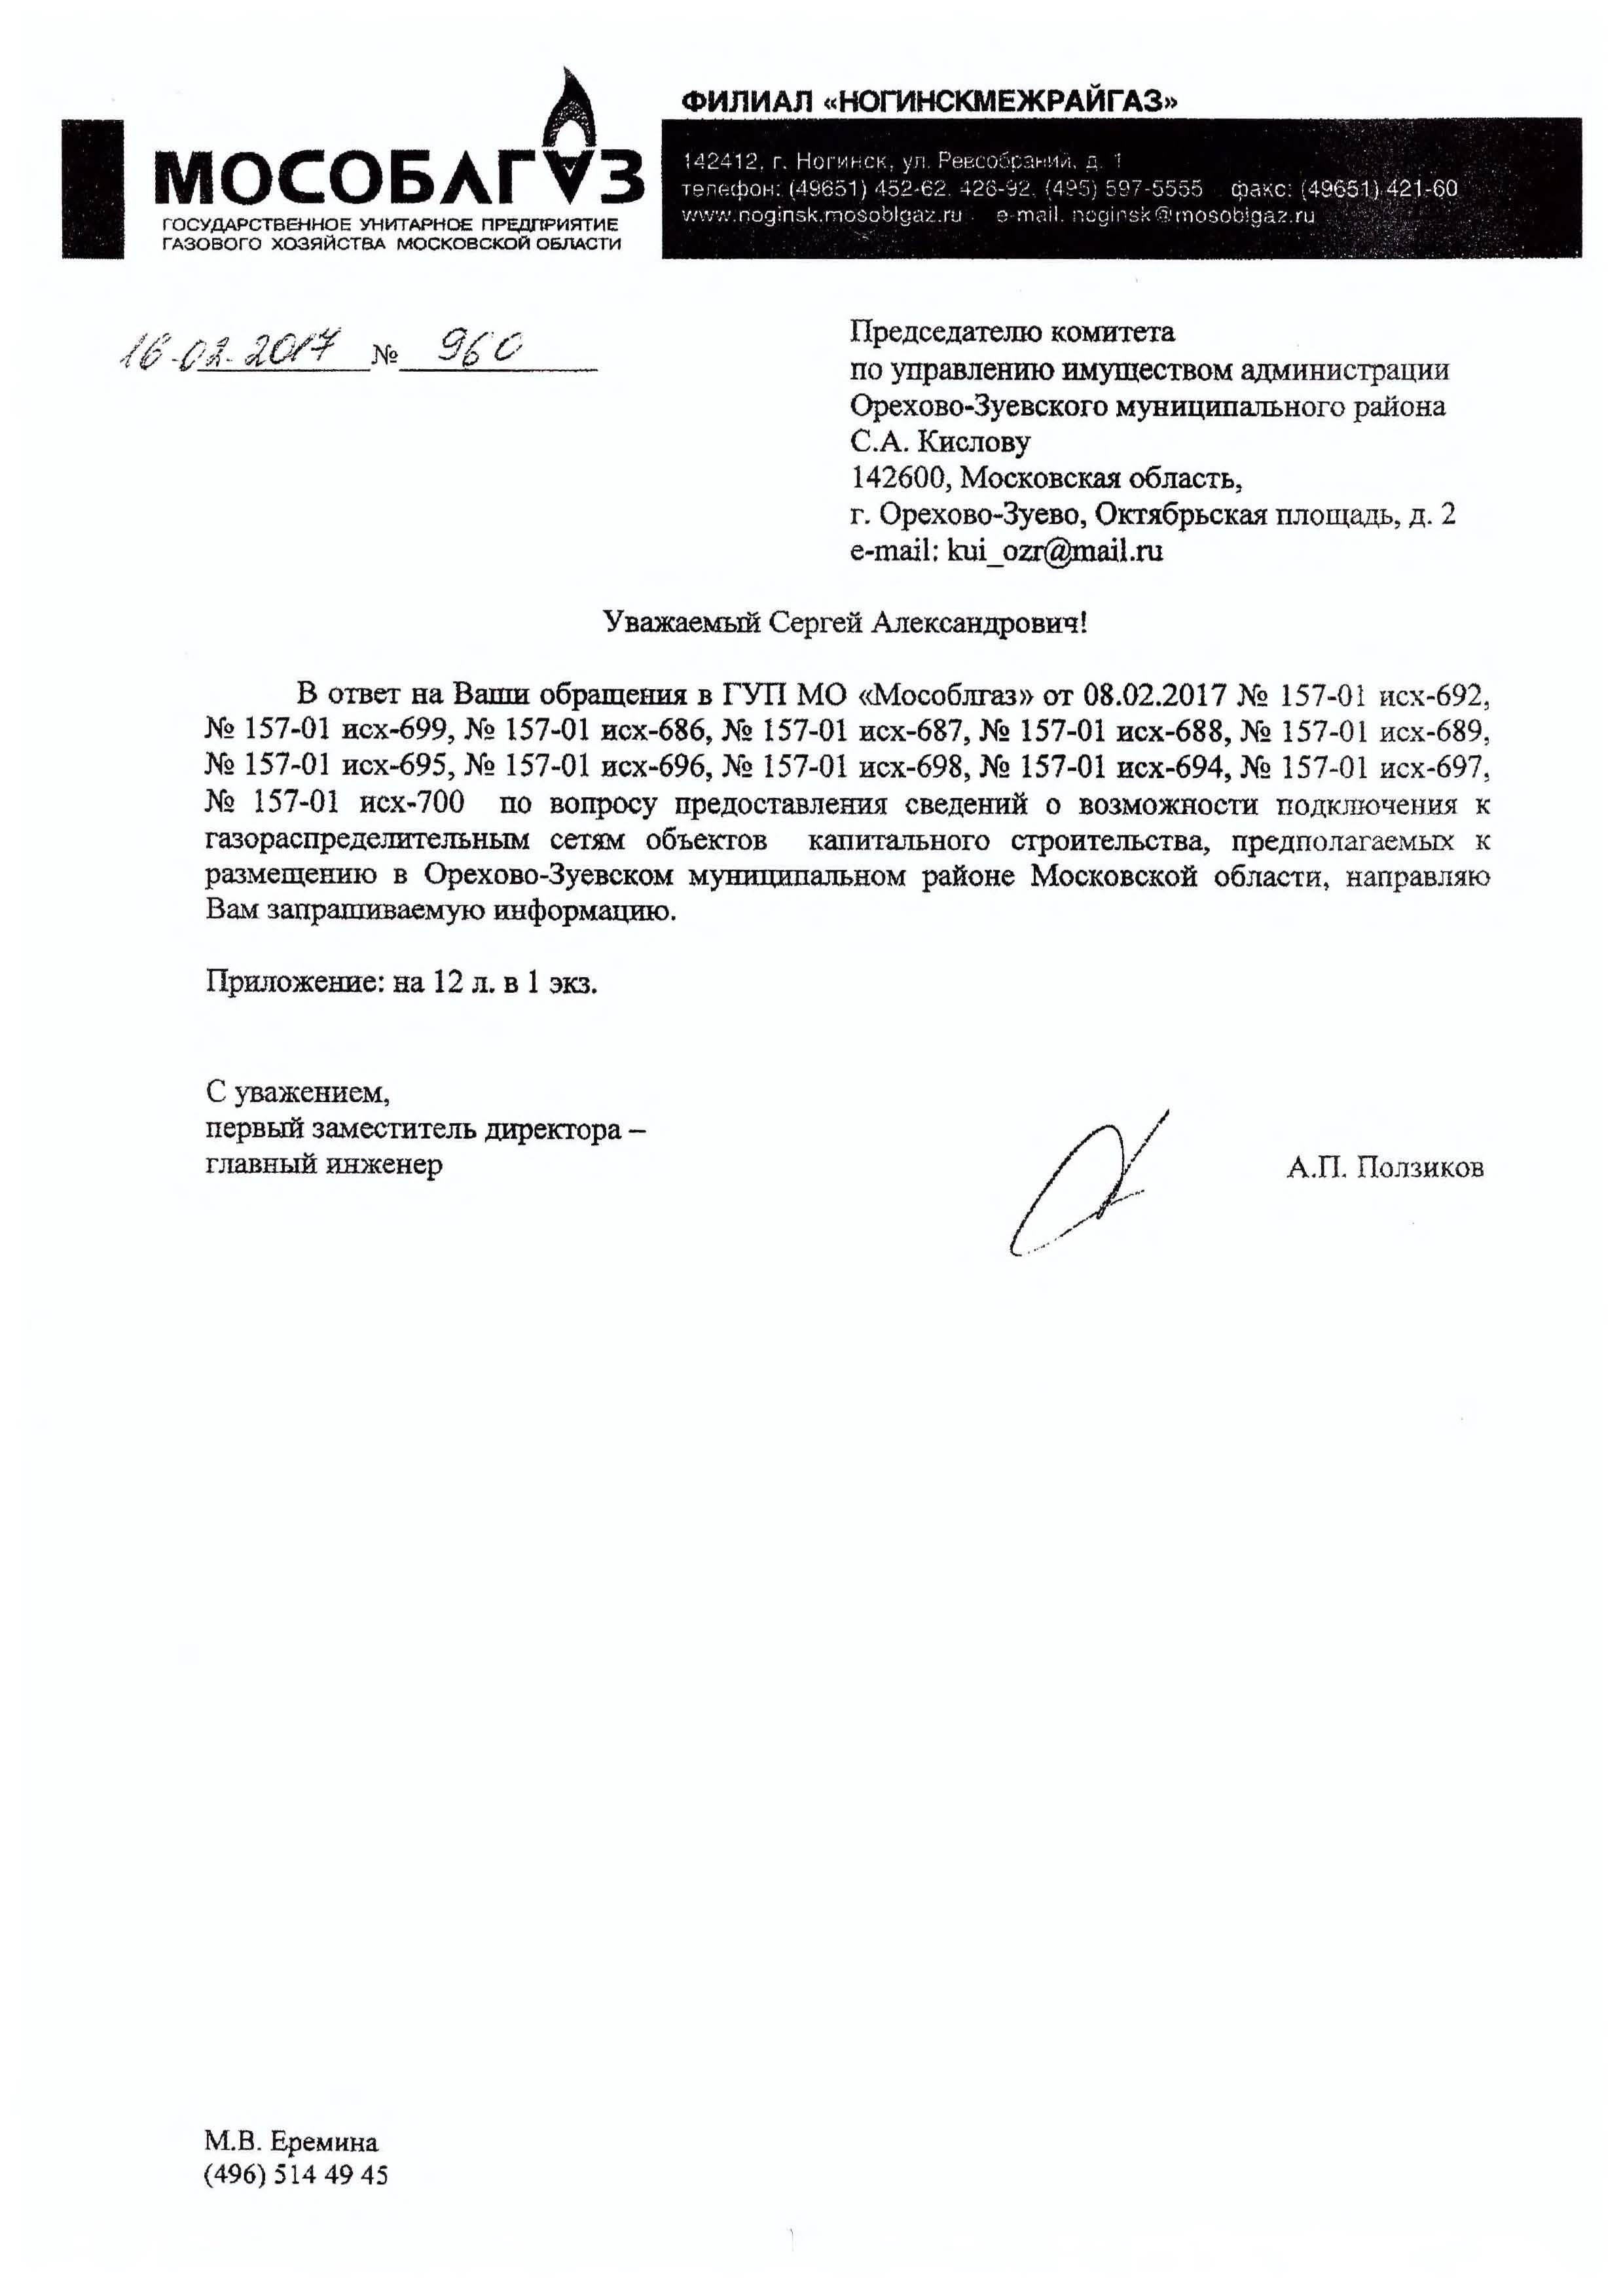 ФИЛИАЛ «НОГИНСКМЕЖРАЙГАЗ»
МОСОБЛГАЗ
ГОСУДАРСТВЕННОЕ УНИТАРНОЕ ПРЕДПРИЯТИЕ
ГАЗОВОГО ХОЗЯЙСТВА МОСКОВСКОЙ ОБЛАСТИ
142412, г. Ногинск, ул. Ревсобраний, д. 1
телефон: (49651) 452-62, 426-92, (495) 597-5555 факс: (49651) 421-60
www.noginsk.mosoblgaz.ru e-mail: noginsk@mosoblgaz.ru
16-02-2017 № 960
Председателю комитета
по управлению имуществом администрации
Орехово-Зуевского муниципального района
С.А. Кислову
142600, Московская область,
г. Орехово-Зуево, Октябрьская площадь, д. 2
e-mail: kui_ozr@mail.ru
Уважаемый Сергей Александрович!
В ответ на Ваши обращения в ГУП МО «Мособлгаз» от 08.02.2017 № 157-01 исх-692,
№ 157-01 исх-699, № 157-01 исх-686, № 157-01 исх-687, № 157-01 исх-688, № 157-01 исх-689,
№ 157-01 исх-695, № 157-01 исх-696, № 157-01 исх-698, № 157-01 исх-694, № 157-01 исх-697,
№ 157-01 исх-700 по вопросу предоставления сведений о возможности подключения к
газораспределительным сетям объектов капитального строительства, предполагаемых к
размещению в Орехово-Зуевском муниципальном районе Московской области, направляю
Вам запрашиваемую информацию.
Приложение: на 12 л. в 1 экз.
С уважением,
первый заместитель директора –
главный инженер
А.П. Ползиков
М.В. Еремина
(496) 514 49 45